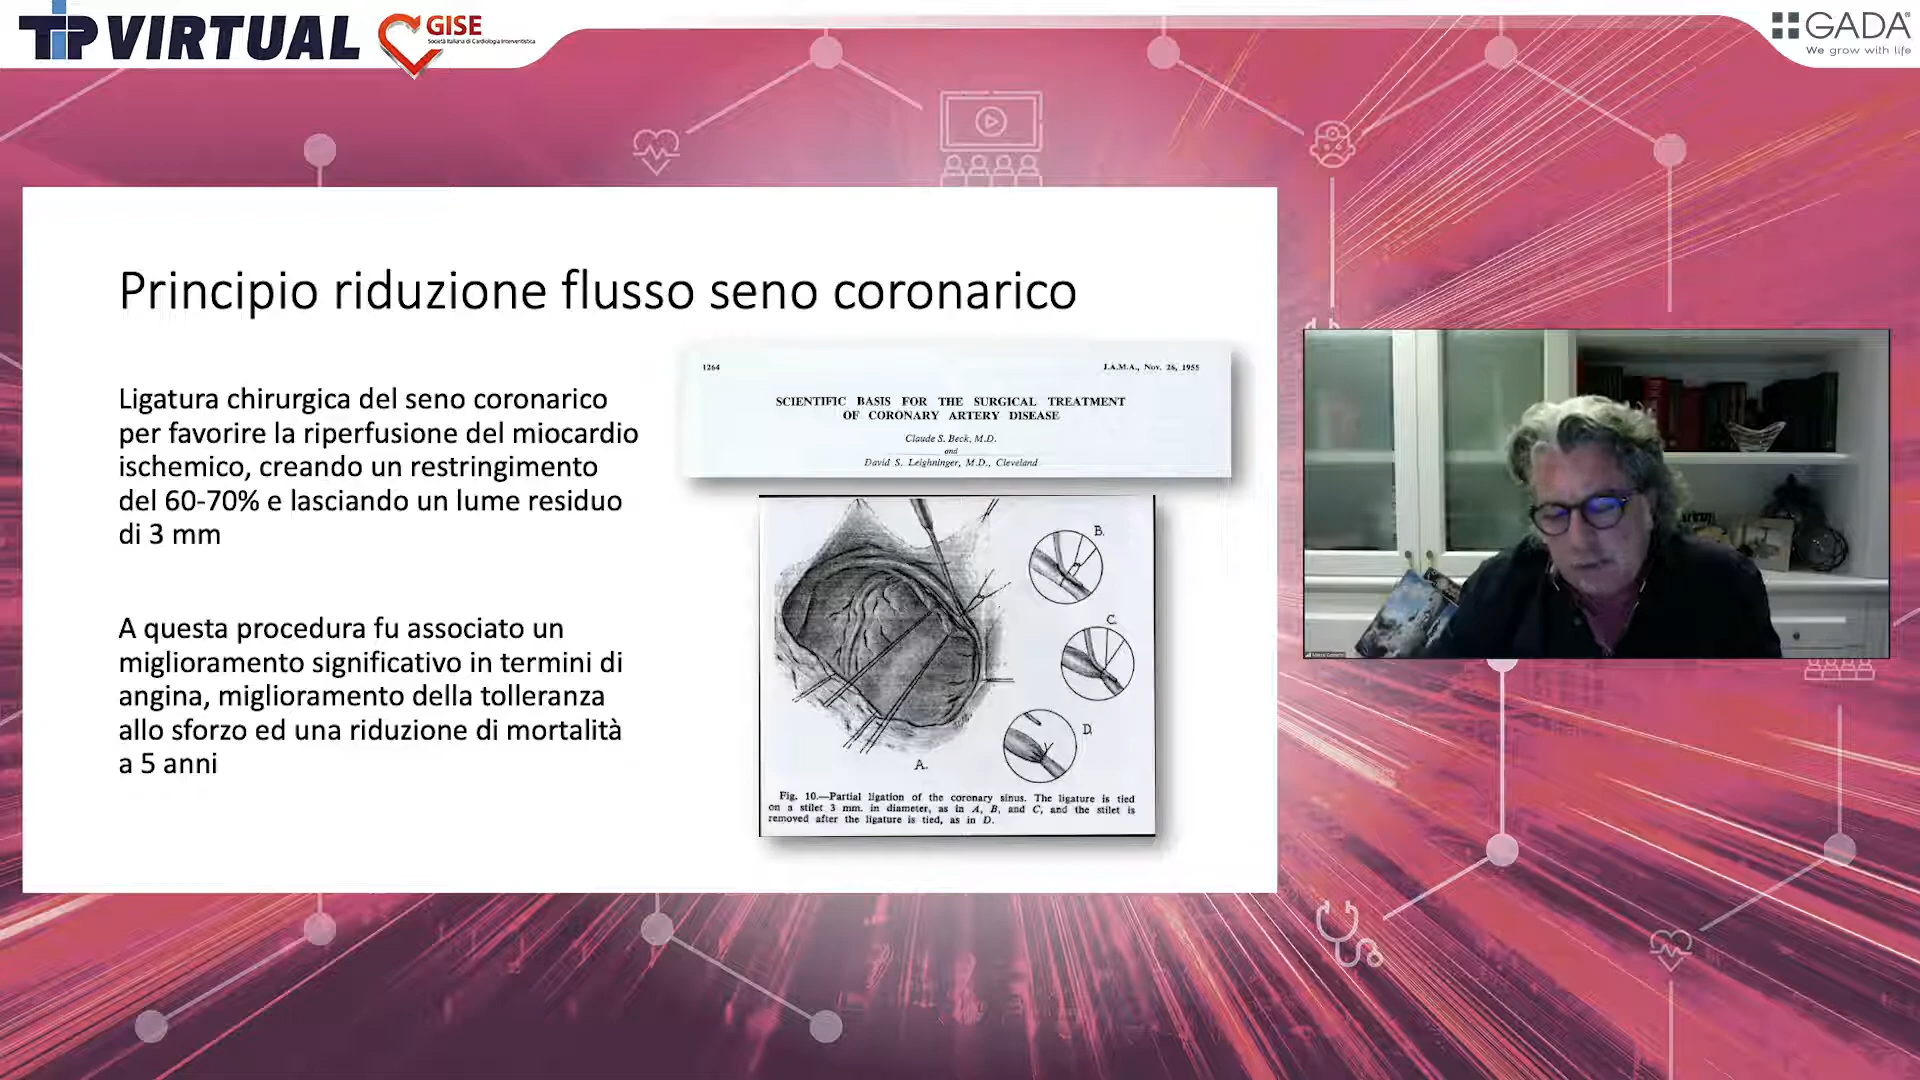 TIP VIRTUAL
GISE
Società Italiana di Cardiologia Interventistica
GADA
We grow with life
Principio riduzione flusso seno coronarico
Ligatura chirurgica del seno coronarico
per favorire la riperfusione del miocardio
ischemico, creando un restringimento
del 60-70% e lasciando un lume residuo
di 3 mm
A questa procedura fu associato un
miglioramento significativo in termini di
angina, miglioramento della tolleranza
allo sforzo ed una riduzione di mortalità
a 5 anni
1264
J.A.M.A., Nov. 26, 1955
SCIENTIFIC BASIS FOR THE SURGICAL TREATMENT
OF CORONARY ARTERY DISEASE
Claude S. Beck, M.D.
and
David S. Leighninger, M.D., Cleveland
B.
C.
D.
A.
Fig. 10.—Partial ligation of the coronary sinus. The ligature is tied
on a stilet 3 mm. in diameter, as in A, B, and C, and the stilet is
removed after the ligature is tied, as in D.